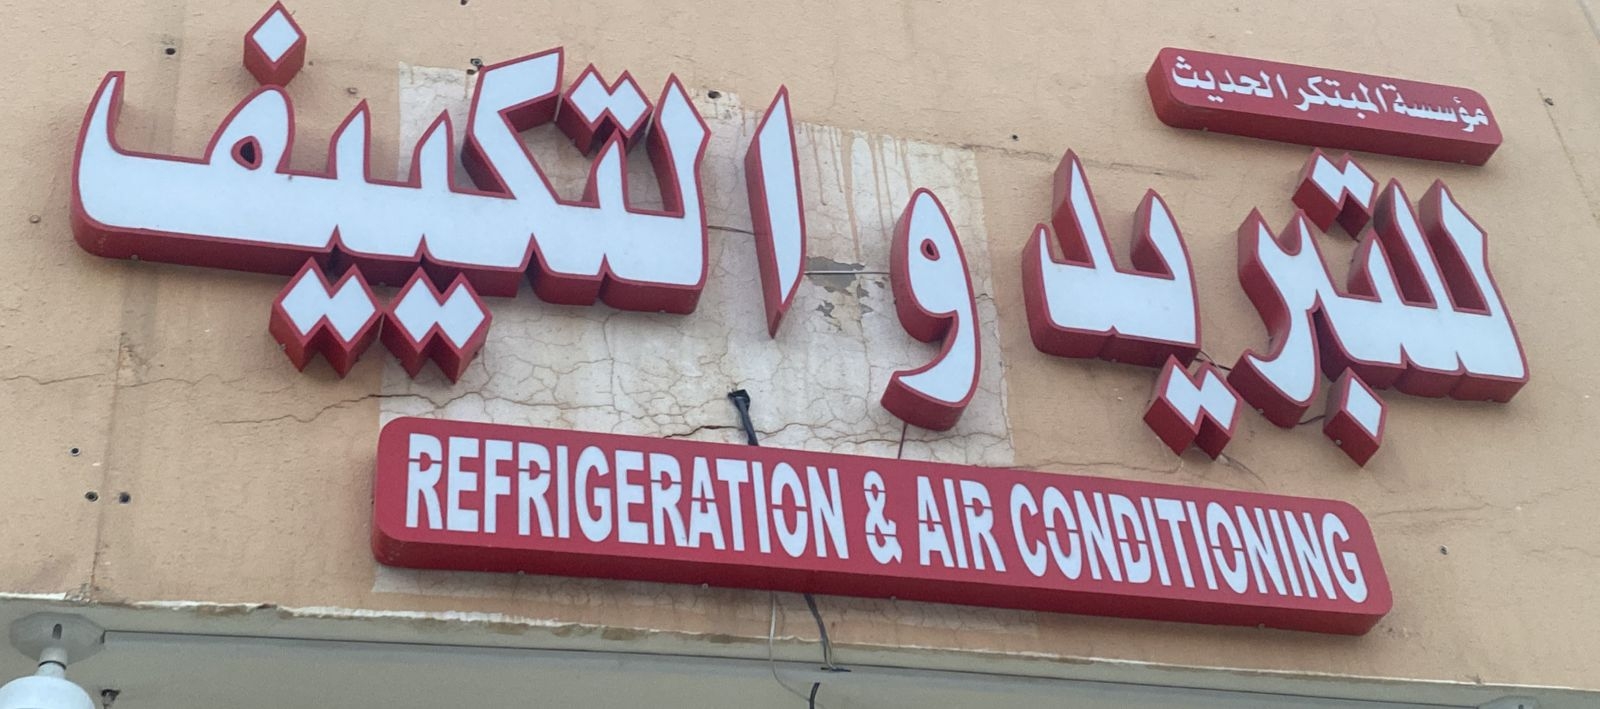 مؤسسة المبتكر الحديث
للتبريد و التكييف
REFRIGERATION & AIR CONDITIONING